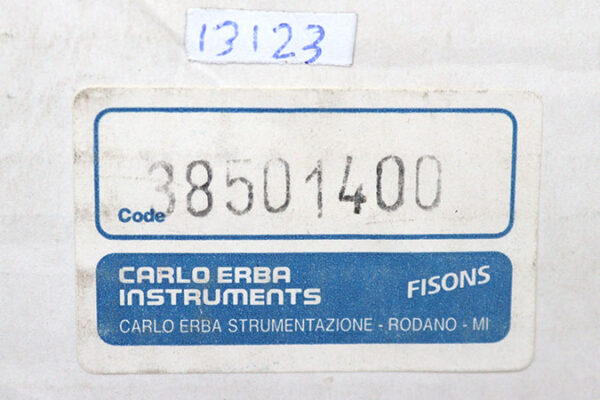 13123
Code 38501400
CARLO ERBA
INSTRUMENTS
FISONS
CARLO ERBA STRUMENTAZIONE - RODANO - MI